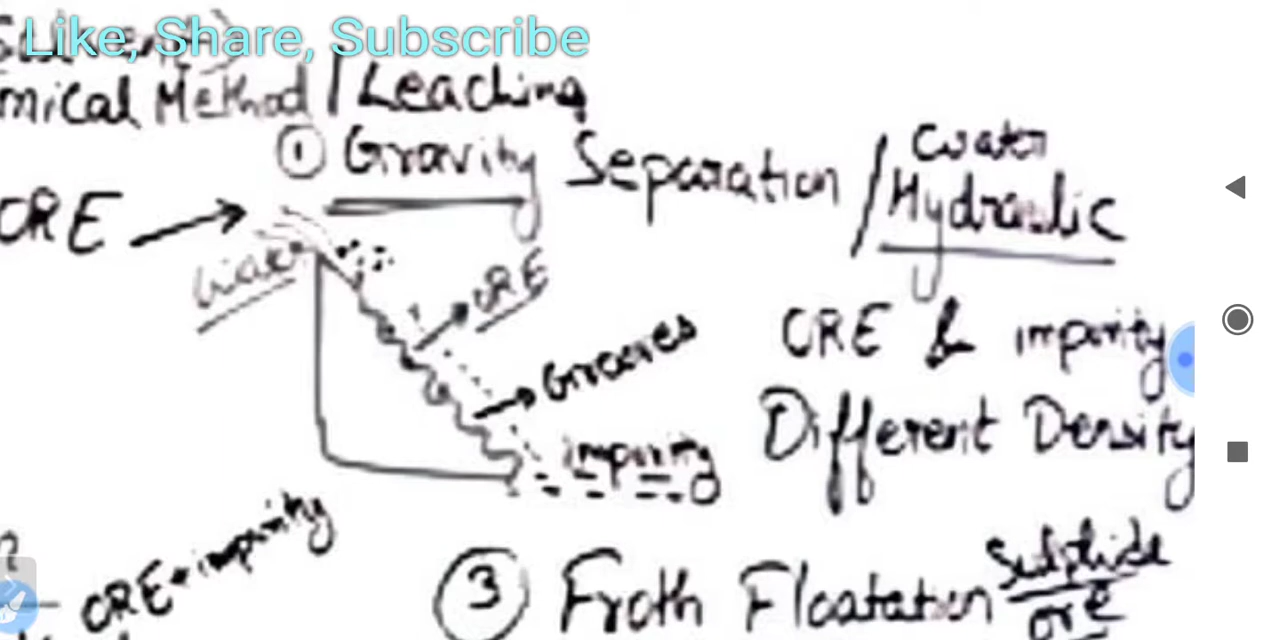 Like, Share, Subscribe
mical Method / Leaching
① Gravity Separation / Hydraulic
water
ORE →
ORE
Grooves
impurity
ORE & impurity
Different Density
ORE + impurity
③ Froth Floatation Sulphide ore